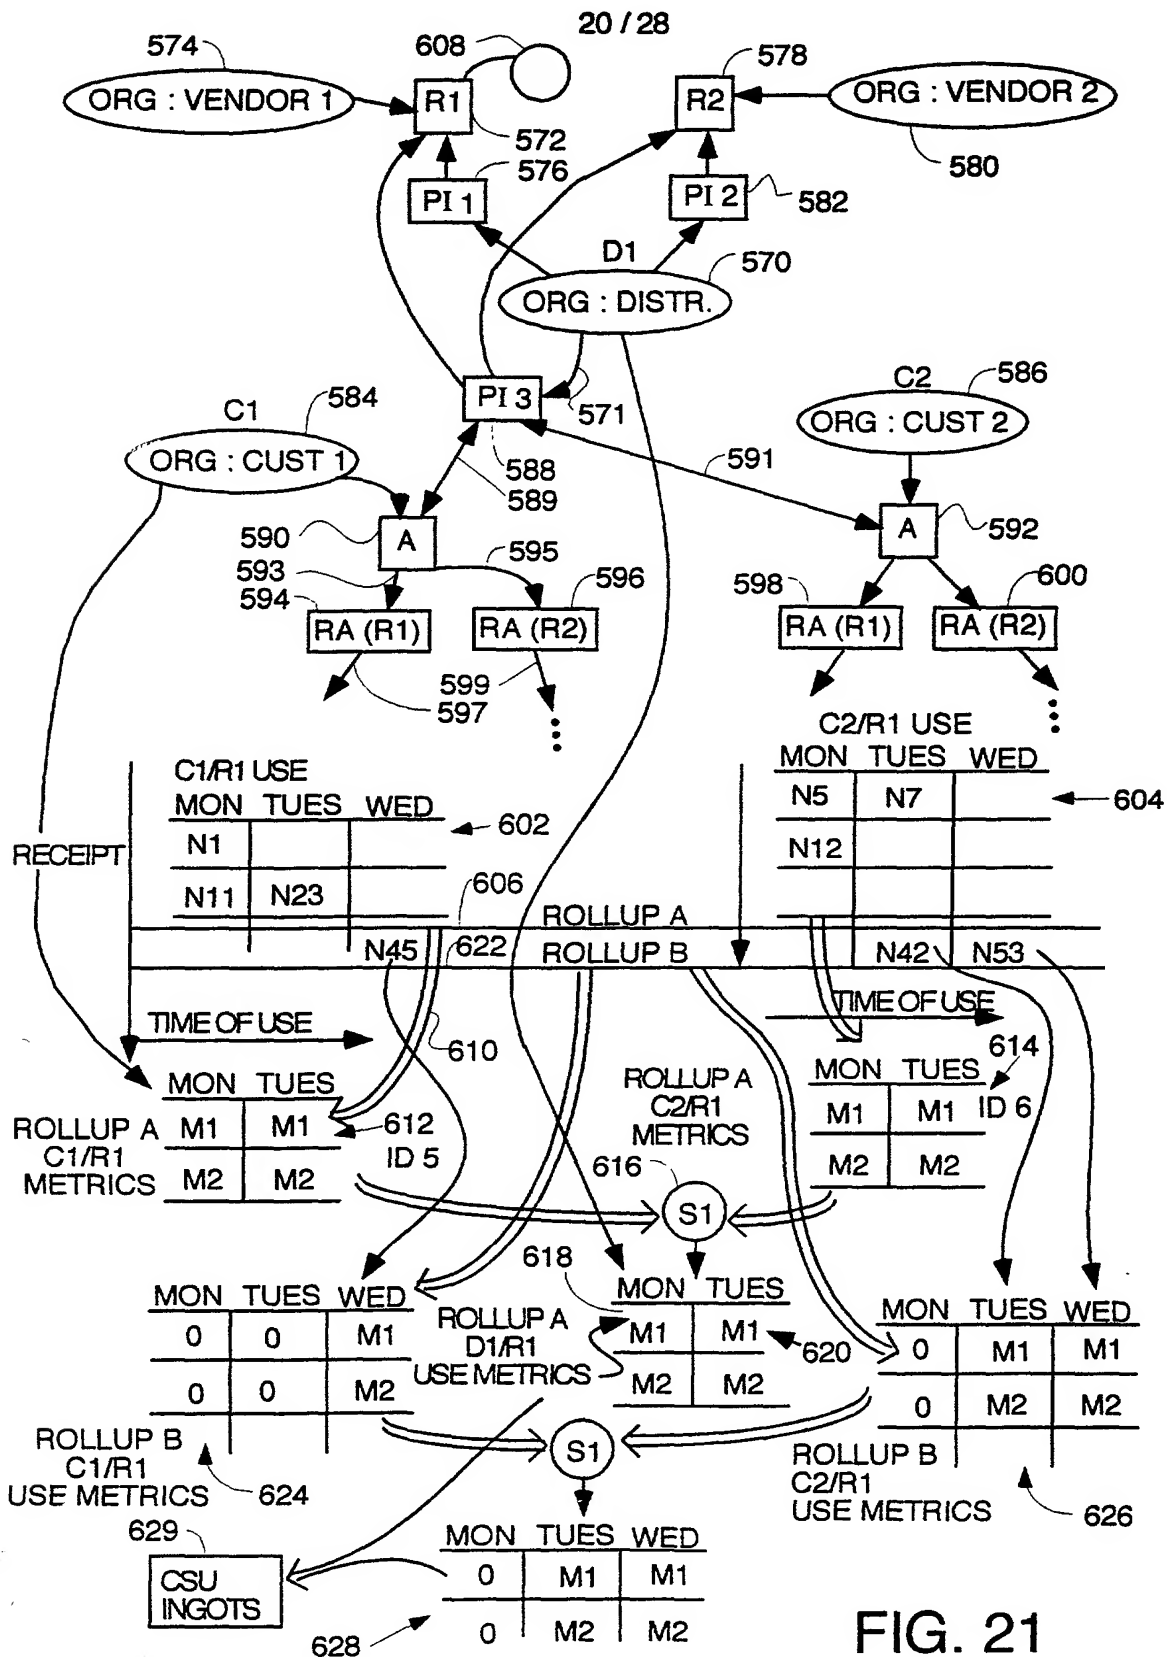 20 / 28
574
608
578
ORG : VENDOR 1
R1
R2
ORG : VENDOR 2
572
576
580
PI 1
PI 2
582
D1
570
ORG : DISTR.
C1
584
PI 3
571
C2
586
ORG : CUST 1
ORG : CUST 2
588
589
591
590
A
595
A
592
593
594
596
598
600
RA (R1)
RA (R2)
RA (R1)
RA (R2)
599
597
C1/R1 USE
MON TUES WED
602
N1
N11 N23
RECEIPT
C2/R1 USE
MON TUES WED
N5 N7
604
N12
606
ROLLUP A
N45
622
ROLLUP B
N42 N53
TIME OF USE
610
TIME OF USE
614
MON TUES
ROLLUP A
C1/R1
METRICS
M1 M1
612
ID 5
M2 M2
ROLLUP A
C2/R1
METRICS
MON TUES
M1 M1
ID 6
M2 M2
616
S1
618
MON TUES WED
0 0 M1
0 0 M2
ROLLUP A
D1/R1
USE METRICS
MON TUES
M1 M1
620
M2 M2
MON TUES WED
0 M1 M1
0 M2 M2
ROLLUP B
C1/R1
USE METRICS
624
S1
ROLLUP B
C2/R1
USE METRICS
626
629
CSU
INGOTS
MON TUES WED
0 M1 M1
0 M2 M2
628
FIG. 21